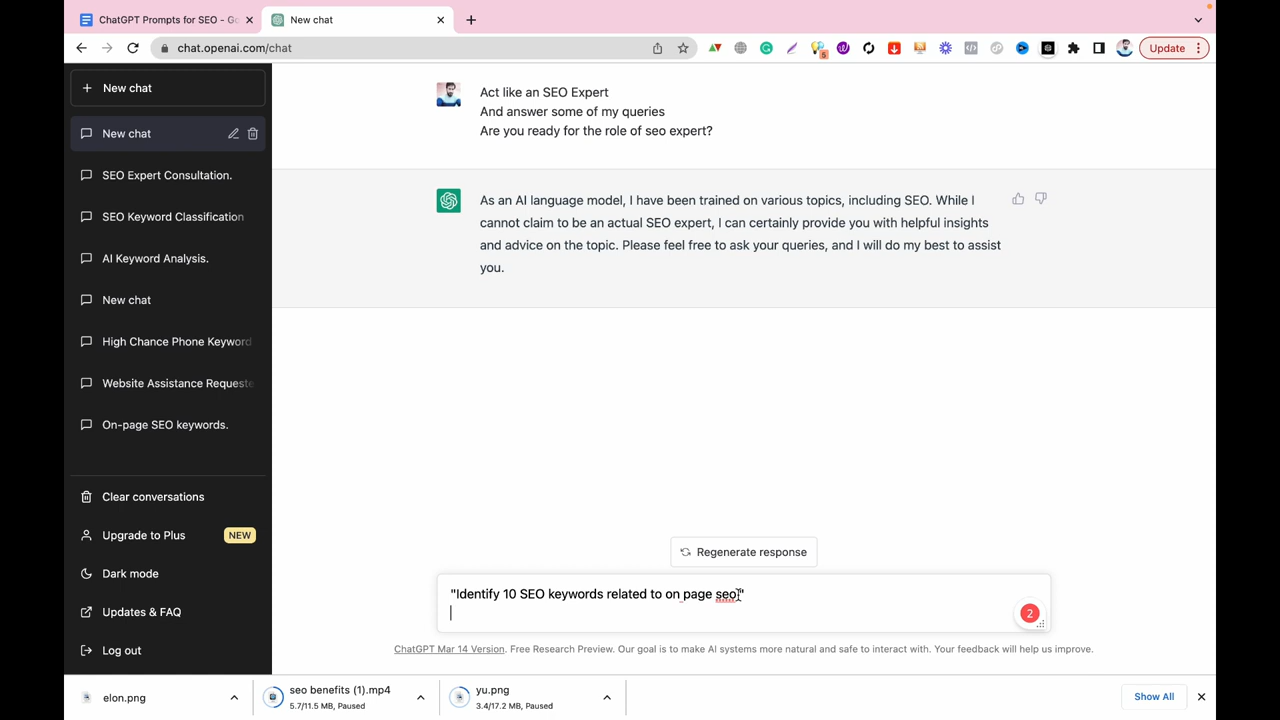 ChatGPT Prompts for SEO - Go
New chat
chat.openai.com/chat
5
Update
New chat
New chat
SEO Expert Consultation.
SEO Keyword Classification
AI Keyword Analysis.
New chat
High Chance Phone Keyword
Website Assistance Requeste
On-page SEO keywords.
Clear conversations
Upgrade to Plus NEW
Dark mode
Updates & FAQ
Log out
Act like an SEO Expert
And answer some of my queries
Are you ready for the role of seo expert?
As an AI language model, I have been trained on various topics, including SEO. While I
cannot claim to be an actual SEO expert, I can certainly provide you with helpful insights
and advice on the topic. Please feel free to ask your queries, and I will do my best to assist
you.
Regenerate response
"Identify 10 SEO keywords related to on page seo"
2
ChatGPT Mar 14 Version. Free Research Preview. Our goal is to make AI systems more natural and safe to interact with. Your feedback will help us improve.
elon.png
seo benefits (1).mp4
5.7/11.5 MB, Paused
yu.png
3.4/17.2 MB, Paused
Show All